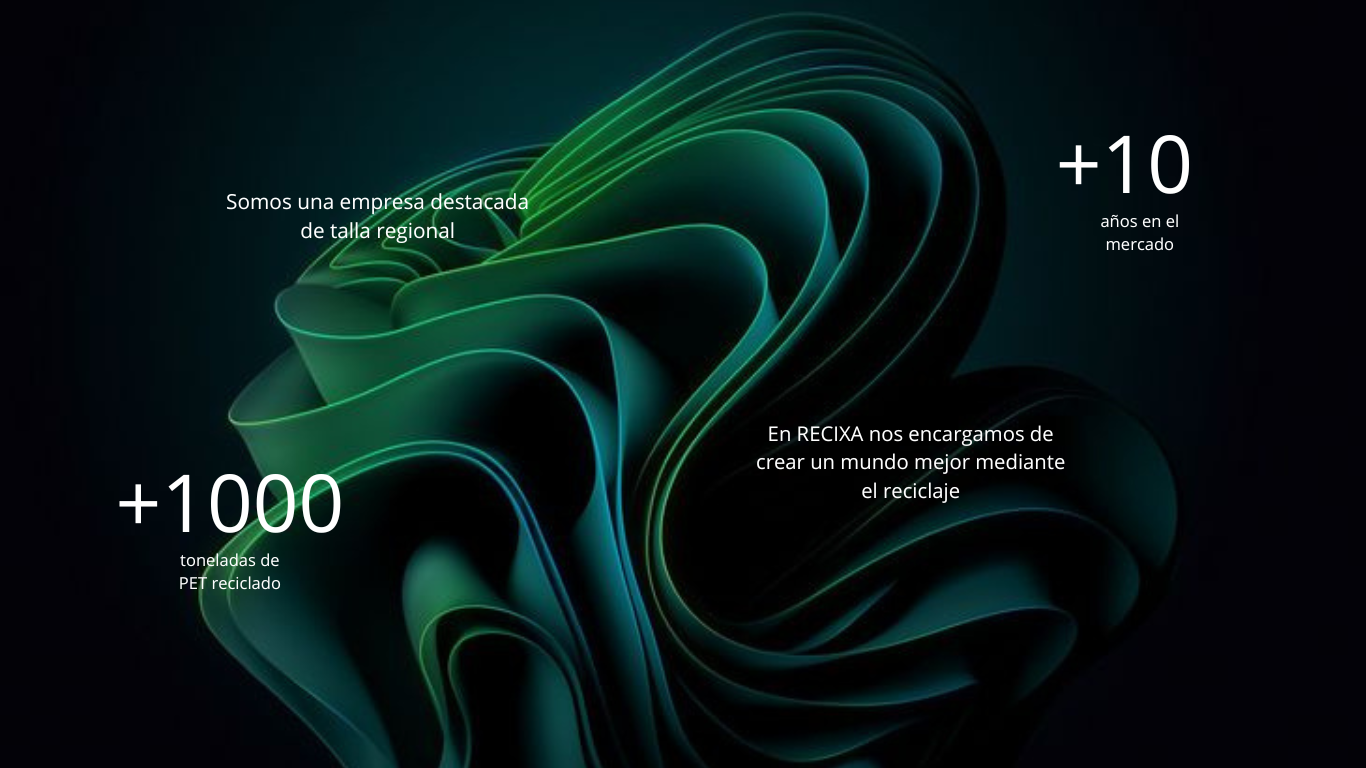 Somos una empresa destacada
de talla regional
+10
años en el
mercado
+1000
toneladas de
PET reciclado
En RECIXA nos encargamos de
crear un mundo mejor mediante
el reciclaje